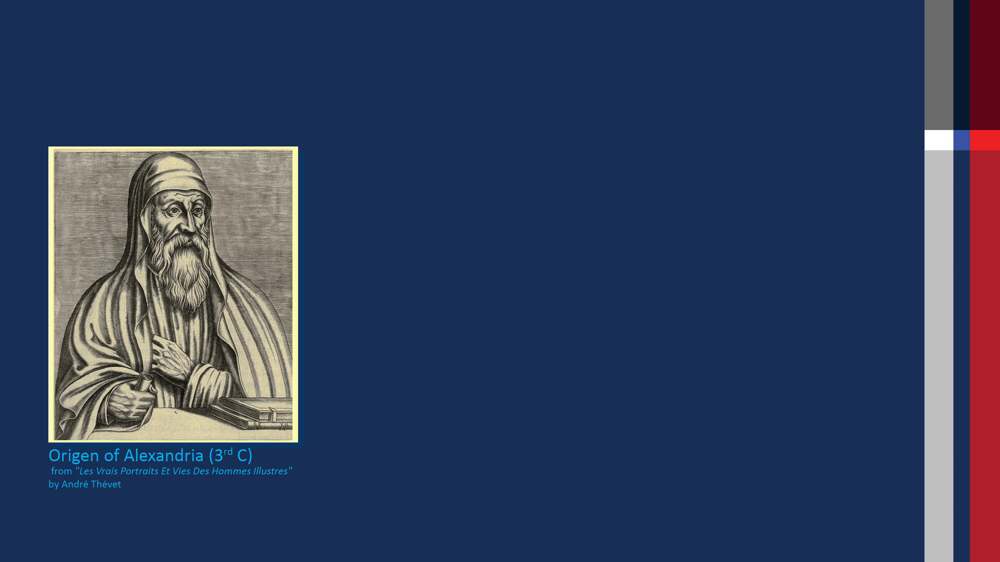 Origen of Alexandria (3rd C)
from "Les Vrais Portraits Et Vies Des Hommes Illustres"
by André Thévet